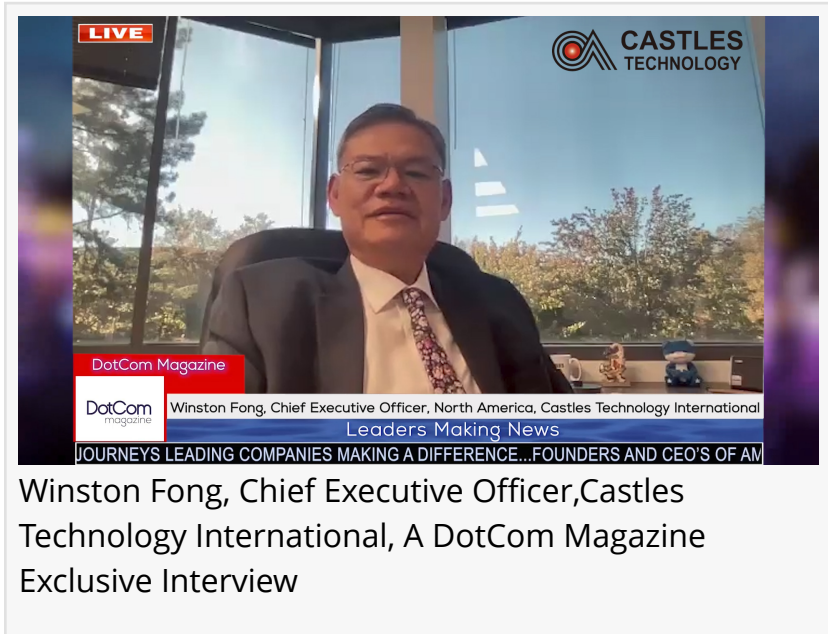 LIVE
CASTLES
TECHNOLOGY
DotCom Magazine
DotCom
magazine
Winston Fong, Chief Executive Officer, North America, Castles Technology International
Leaders Making News
JOURNEYS LEADING COMPANIES MAKING A DIFFERENCE...FOUNDERS AND CEO'S OF AM
Winston Fong, Chief Executive Officer,Castles
Technology International, A DotCom Magazine
Exclusive Interview